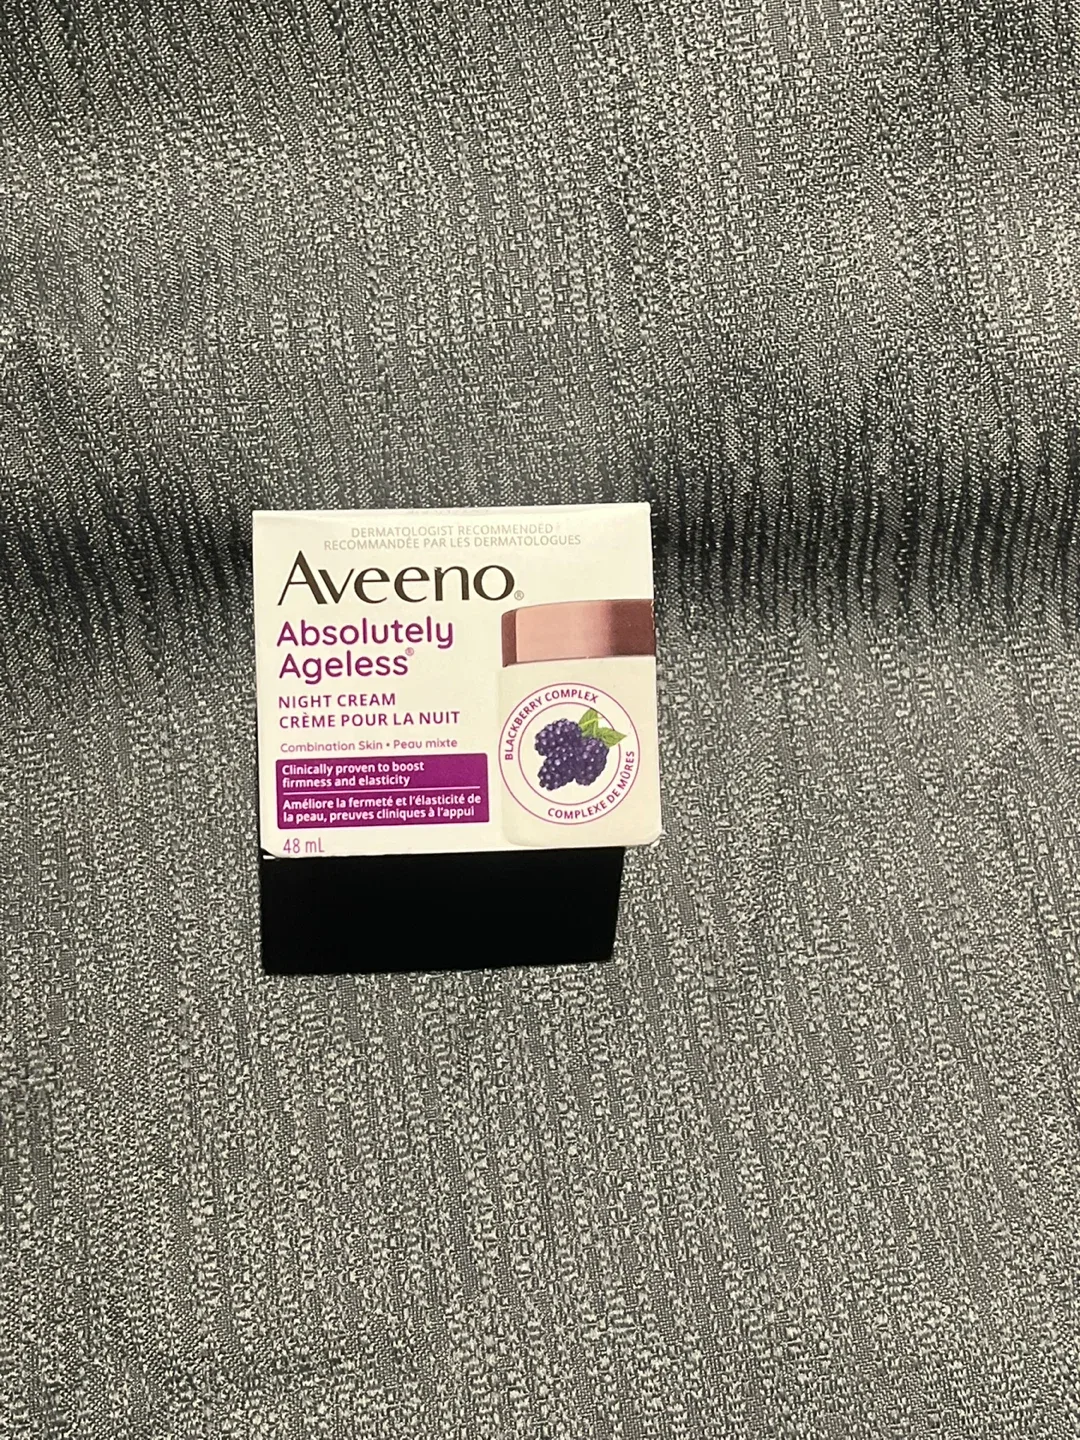 DERMATOLOGIST RECOMMENDED
RECOMMANDÉE PAR LES DERMATOLOGUES
Aveeno®
Absolutely
Ageless®
NIGHT CREAM
CRÈME POUR LA NUIT
Combination Skin • Peau mixte
Clinically proven to boost
firmness and elasticity
Améliore la fermeté et l'élasticité de
la peau, preuves cliniques à l'appui
48 mL
BLACKBERRY COMPLEX
COMPLEXE DE MÛRES